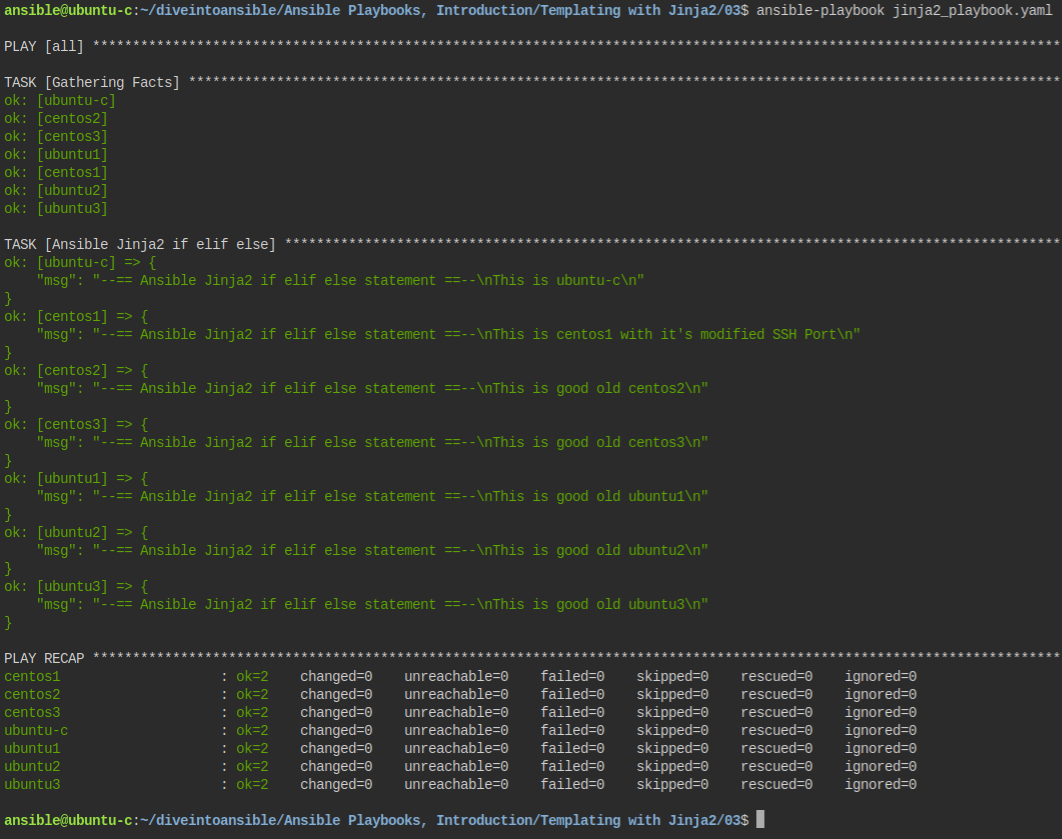 ansible@ubuntu-c:~/diveintoansible/Ansible Playbooks, Introduction/Templating with Jinja2/03$ ansible-playbook jinja2_playbook.yaml
PLAY [all] *************************************************************************************************************************
TASK [Gathering Facts] *************************************************************************************************************
ok: [ubuntu-c]
ok: [centos2]
ok: [centos3]
ok: [ubuntu1]
ok: [centos1]
ok: [ubuntu2]
ok: [ubuntu3]
TASK [Ansible Jinja2 if elif else] *************************************************************************************************
ok: [ubuntu-c] => {
    "msg": "--== Ansible Jinja2 if elif else statement ==--\nThis is ubuntu-c\n"
}
ok: [centos1] => {
    "msg": "--== Ansible Jinja2 if elif else statement ==--\nThis is centos1 with it's modified SSH Port\n"
}
ok: [centos2] => {
    "msg": "--== Ansible Jinja2 if elif else statement ==--\nThis is good old centos2\n"
}
ok: [centos3] => {
    "msg": "--== Ansible Jinja2 if elif else statement ==--\nThis is good old centos3\n"
}
ok: [ubuntu1] => {
    "msg": "--== Ansible Jinja2 if elif else statement ==--\nThis is good old ubuntu1\n"
}
ok: [ubuntu2] => {
    "msg": "--== Ansible Jinja2 if elif else statement ==--\nThis is good old ubuntu2\n"
}
ok: [ubuntu3] => {
    "msg": "--== Ansible Jinja2 if elif else statement ==--\nThis is good old ubuntu3\n"
}
PLAY RECAP *************************************************************************************************************************
centos1                    : ok=2    changed=0    unreachable=0    failed=0    skipped=0    rescued=0    ignored=0
centos2                    : ok=2    changed=0    unreachable=0    failed=0    skipped=0    rescued=0    ignored=0
centos3                    : ok=2    changed=0    unreachable=0    failed=0    skipped=0    rescued=0    ignored=0
ubuntu-c                   : ok=2    changed=0    unreachable=0    failed=0    skipped=0    rescued=0    ignored=0
ubuntu1                    : ok=2    changed=0    unreachable=0    failed=0    skipped=0    rescued=0    ignored=0
ubuntu2                    : ok=2    changed=0    unreachable=0    failed=0    skipped=0    rescued=0    ignored=0
ubuntu3                    : ok=2    changed=0    unreachable=0    failed=0    skipped=0    rescued=0    ignored=0
ansible@ubuntu-c:~/diveintoansible/Ansible Playbooks, Introduction/Templating with Jinja2/03$